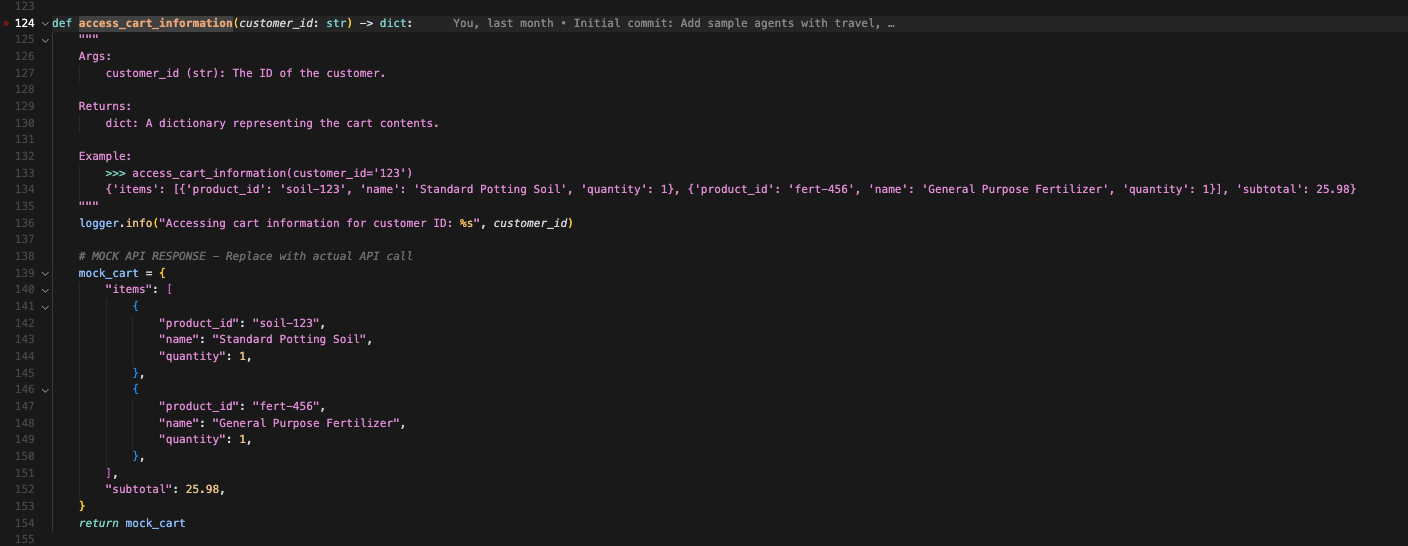 123
124 def access_cart_information(customer_id: str) -> dict: You, last month • Initial commit: Add sample agents with travel, …
125 """
126 Args:
127 customer_id (str): The ID of the customer.
128
129 Returns:
130 dict: A dictionary representing the cart contents.
131
132 Example:
133 >>> access_cart_information(customer_id='123')
134 {'items': [{'product_id': 'soil-123', 'name': 'Standard Potting Soil', 'quantity': 1}, {'product_id': 'fert-456', 'name': 'General Purpose Fertilizer', 'quantity': 1}], 'subtotal': 25.98}
135 """
136 logger.info("Accessing cart information for customer ID: %s", customer_id)
137
138 # MOCK API RESPONSE - Replace with actual API call
139 mock_cart = {
140 "items": [
141 {
142 "product_id": "soil-123",
143 "name": "Standard Potting Soil",
144 "quantity": 1,
145 },
146 {
147 "product_id": "fert-456",
148 "name": "General Purpose Fertilizer",
149 "quantity": 1,
150 },
151 ],
152 "subtotal": 25.98,
153 }
154 return mock_cart
155